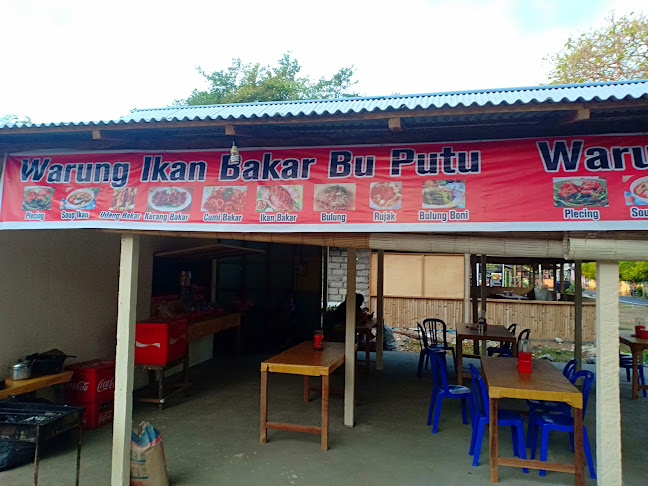 Warung Ikan Bakar Bu Putu
Plecing Soup Ikan Udang Bakar Kerang Bakar Cumi Bakar Ikan Bakar Bulung Rujak Bulung Boni
Waru
Plecing Sou
Coca-Cola